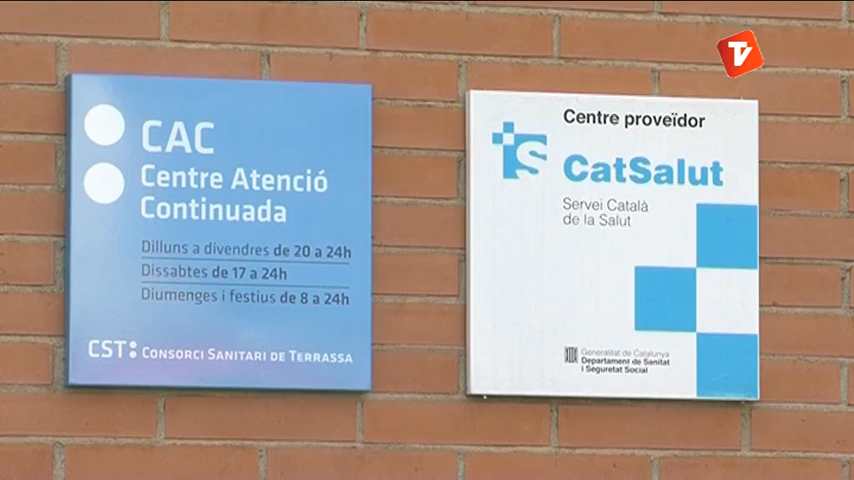 TV
CAC
Centre Atenció
Continuada
Dilluns a divendres de 20 a 24h
Dissabtes de 17 a 24h
Diumenges i festius de 8 a 24h
CST: CONSORCI SANITARI DE TERRASSA
Centre proveïdor
S
CatSalut
Servei Català
de la Salut
Generalitat de Catalunya
Departament de Sanitat
i Seguretat Social